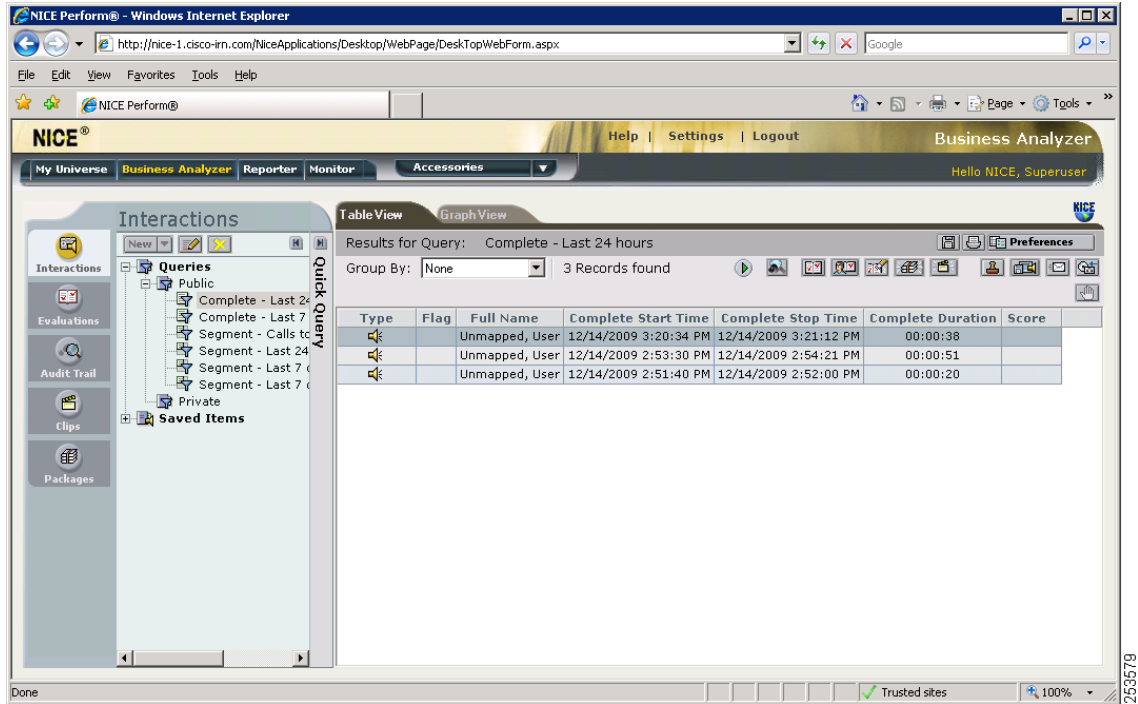 NICE Perform® - Windows Internet Explorer
http://nice-1.cisco-irn.com/NiceApplications/Desktop/WebPage/DeskTopWebForm.aspx
Google
File Edit View Favorites Tools Help
NICE Perform®
Page Tools »
NICE®
Help | Settings | Logout
Business Analyzer
My Universe Business Analyzer Reporter Monitor Accessories
Hello NICE, Superuser
Interactions
Table View Graph View
NICE
New
Results for Query: Complete - Last 24 hours
Preferences
Group By: None 3 Records found
Interactions
Evaluations
Audit Trail
Clips
Packages
Queries
Public
Complete - Last 24
Complete - Last 7
Segment - Calls to
Segment - Last 24
Segment - Last 7
Segment - Last 7
Private
Saved Items
Quick Query
Type Flag Full Name Complete Start Time Complete Stop Time Complete Duration Score
Unmapped, User 12/14/2009 3:20:34 PM 12/14/2009 3:21:12 PM 00:00:38
Unmapped, User 12/14/2009 2:53:30 PM 12/14/2009 2:54:21 PM 00:00:51
Unmapped, User 12/14/2009 2:51:40 PM 12/14/2009 2:52:00 PM 00:00:20
Done
Trusted sites
100%
253579